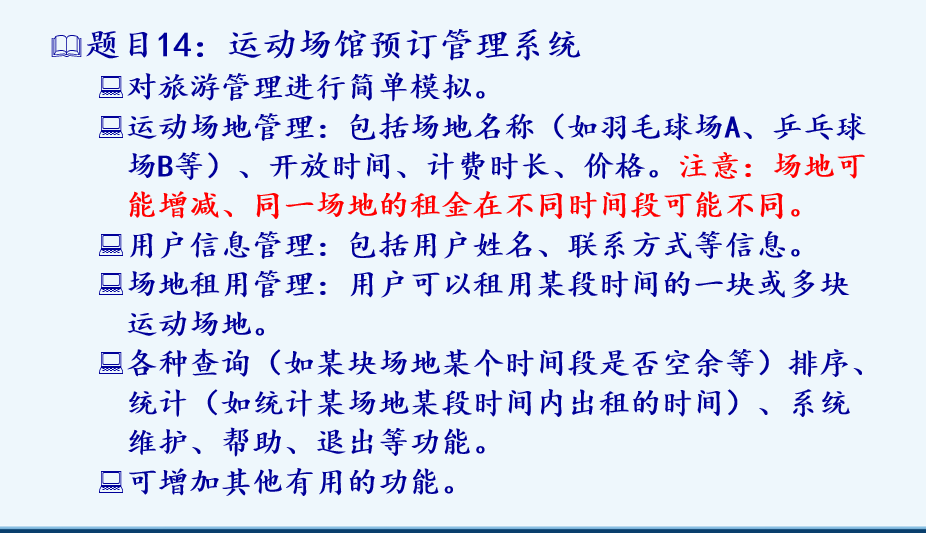 题目14：运动场馆预订管理系统
对旅游管理进行简单模拟。
运动场地管理：包括场地名称（如羽毛球场A、乒乓球
场B等）、开放时间、计费时长、价格。注意：场地可
能增减、同一场地的租金在不同时间段可能不同。
用户信息管理：包括用户姓名、联系方式等信息。
场地租用管理：用户可以租用某段时间的一块或多块
运动场地。
各种查询（如某块场地某个时间段是否空余等）排序、
统计（如统计某场地某段时间内出租的时间）、系统
维护、帮助、退出等功能。
可增加其他有用的功能。